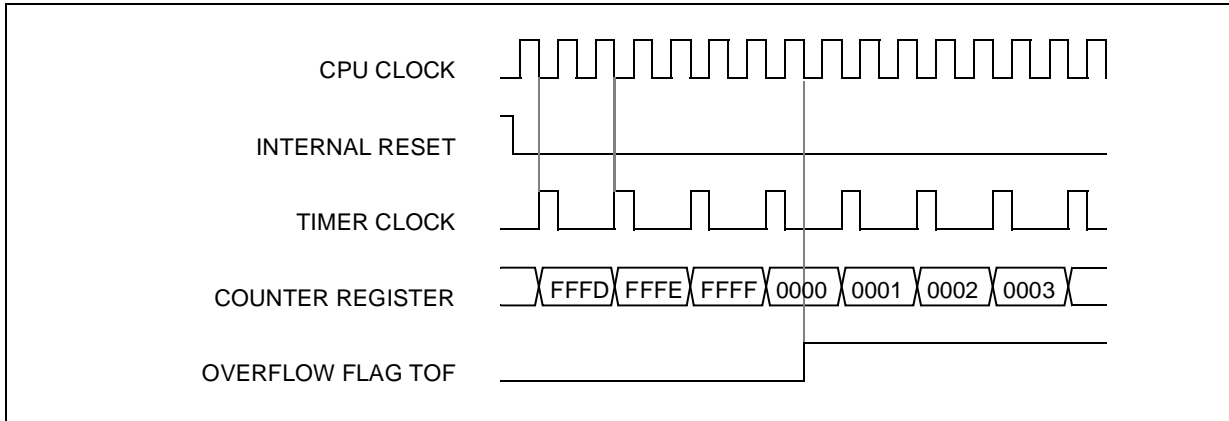 CPU CLOCK
INTERNAL RESET
TIMER CLOCK
COUNTER REGISTER
FFFD FFFE FFFF 0000 0001 0002 0003
OVERFLOW FLAG TOF